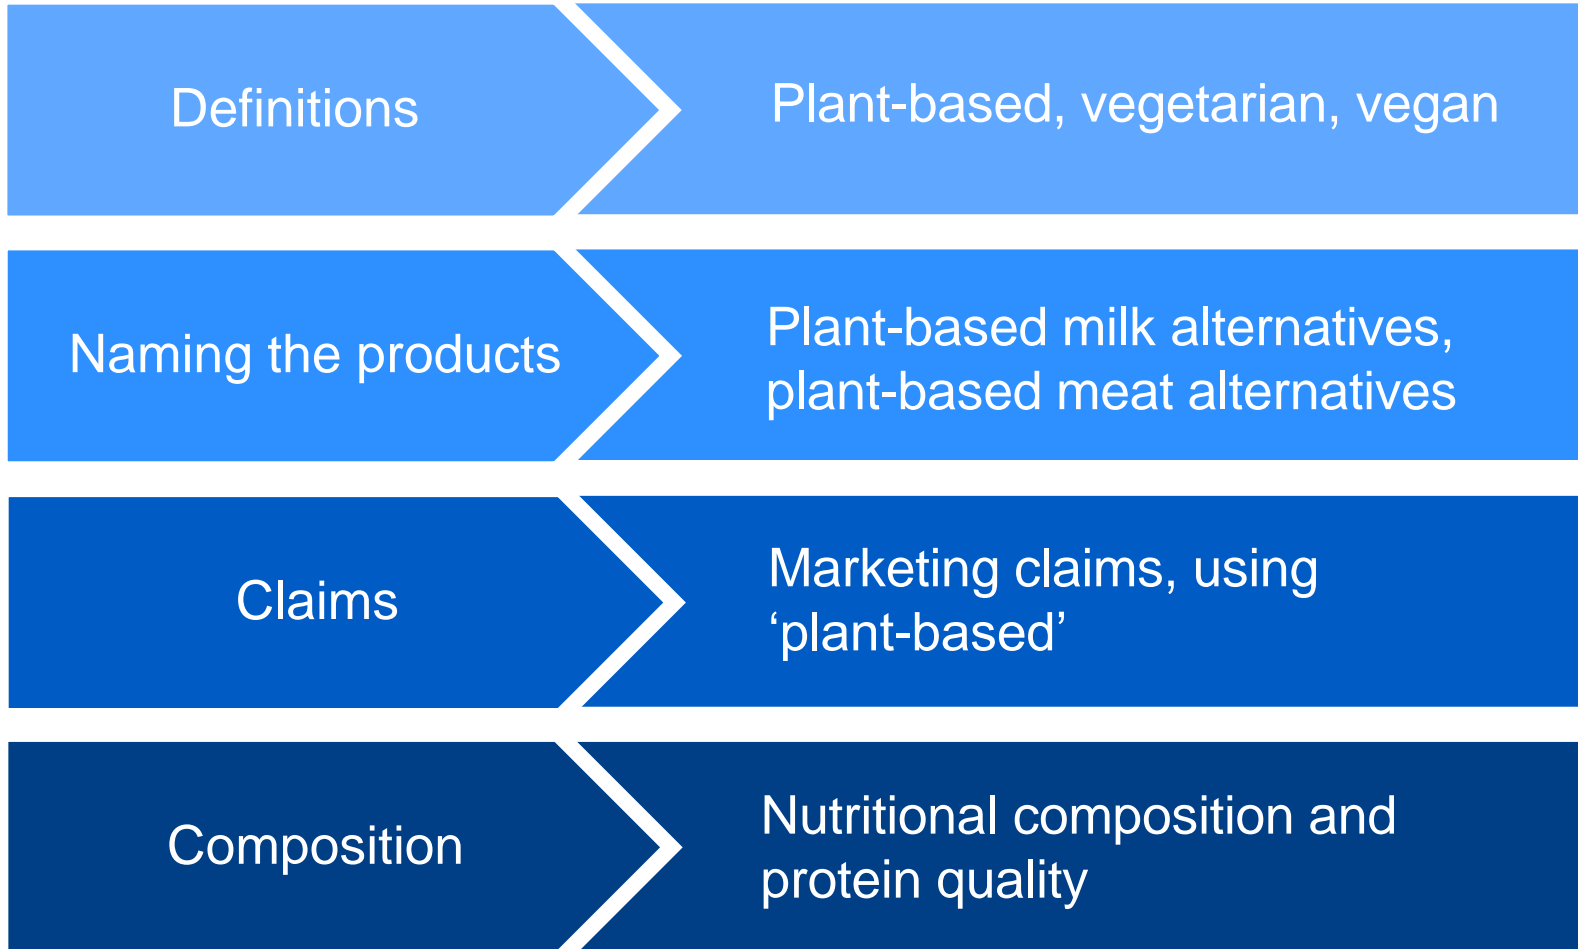 Definitions
Plant-based, vegetarian, vegan
Naming the products
Plant-based milk alternatives,
plant-based meat alternatives
Claims
Marketing claims, using
‘plant-based’
Composition
Nutritional composition and
protein quality